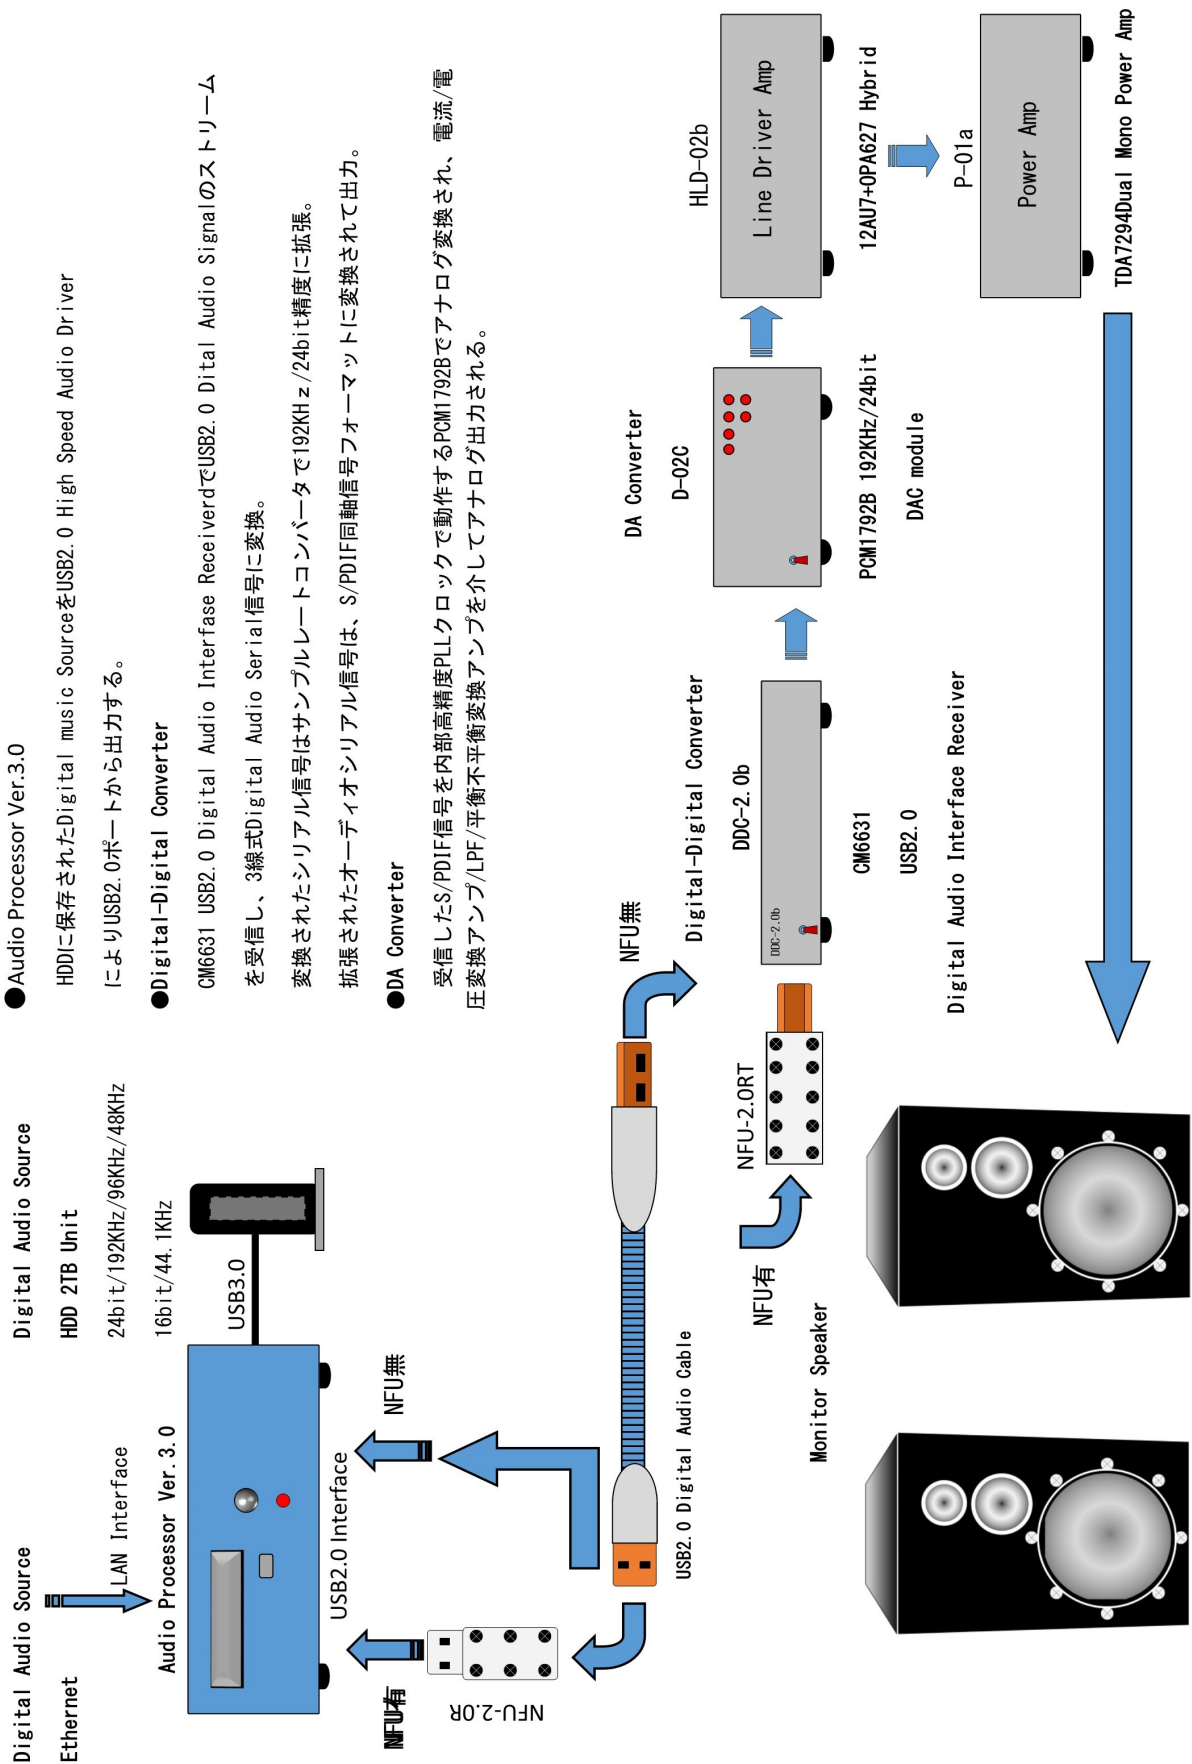 Digital Audio Source
Ethernet
LAN Interface
Audio Processor Ver. 3.0
Digital Audio Source
HDD 2TB Unit
24bit/192KHz/96KHz/48KHz
16bit/44.1KHz
USB3.0
USB2.0 Interface
NFU有
NFU-2.0R
NFU無
USB2.0 Digital Audio Cable
●Audio Processor Ver.3.0
HDDに保存されたDigital music SourceをUSB2.0 High Speed Audio Driver
によりUSB2.0ポートから出力する。
●Digital-Digital Converter
CM6631 USB2.0 Digital Audio Interfase ReceiverdでUSB2.0 Dital Audio Signalのストリーム
を受信し、3線式Digital Audio Serial信号に変換。
変換されたシリアル信号はサンプルレートコンバータで192KHｚ/24bit精度に拡張。
拡張されたオーディオシリアル信号は、S/PDIF同軸信号フォーマットに変換されて出力。
●DA Converter
受信したS/PDIF信号を内部高精度PLLクロックで動作するPCM1792Bでアナログ変換され、電流/電
圧変換アンプ/LPF/平衡不平衡変換アンプを介してアナログ出力される。
NFU無
NFU有
NFU-2.0RT
Digital-Digital Converter
DDC-2.0b
DDC-2.0b
CM6631
USB2.0
Digital Audio Interface Receiver
DA Converter
D-02C
PCM1792B 192KHz/24bit
DAC module
HLD-02b
Line Driver Amp
12AU7+OPA627 Hybrid
P-01a
Power Amp
TDA7294Dual Mono Power Amp
Monitor Speaker